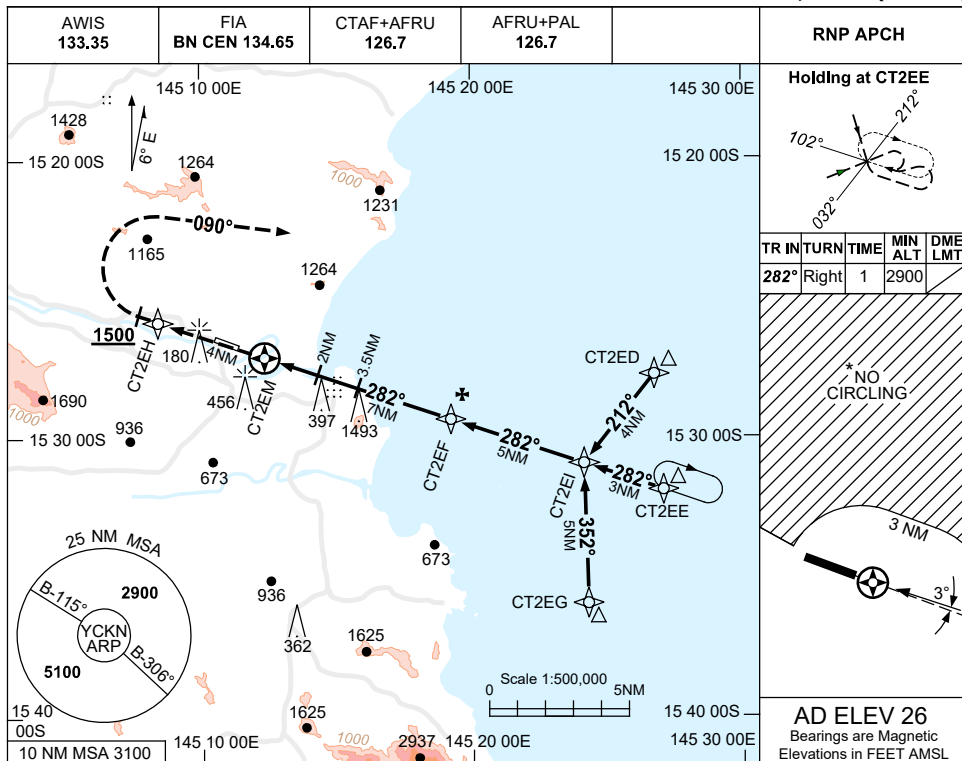 AWIS
133.35
FIA
BN CEN 134.65
CTAF+AFRU
126.7
AFRU+PAL
126.7
RNP APCH
145 10 00E
145 20 00E
145 30 00E
1428
6° E
15 20 00S
1264
1000
1231
15 20 00S
090°
1165
1264
1500
CT2EH
180
4NM
456
CT2EM
2NM
397
3.5NM
1493
282°
7NM
CT2EF
282°
5NM
CT2ED
212°
4NM
CT2EI
282°
3NM
CT2EE
352°
5NM
CT2EG
1690
1000
936
15 30 00S
673
15 30 00S
673
936
362
1625
1625
1000
2937
25 NM MSA
2900
B-115°
YCKN
ARP
B-306°
5100
15 40
00S
10 NM MSA 3100
145 10 00E
145 20 00E
Scale 1:500,000
0
5NM
15 40 00S
145 30 00E
Holding at CT2EE
212°
102°
032°
TR IN TURN TIME MIN ALT DME LMT
282° Right 1 2900
*NO
CIRCLING
3 NM
3°
AD ELEV 26
Bearings are Magnetic
Elevations in FEET AMSL